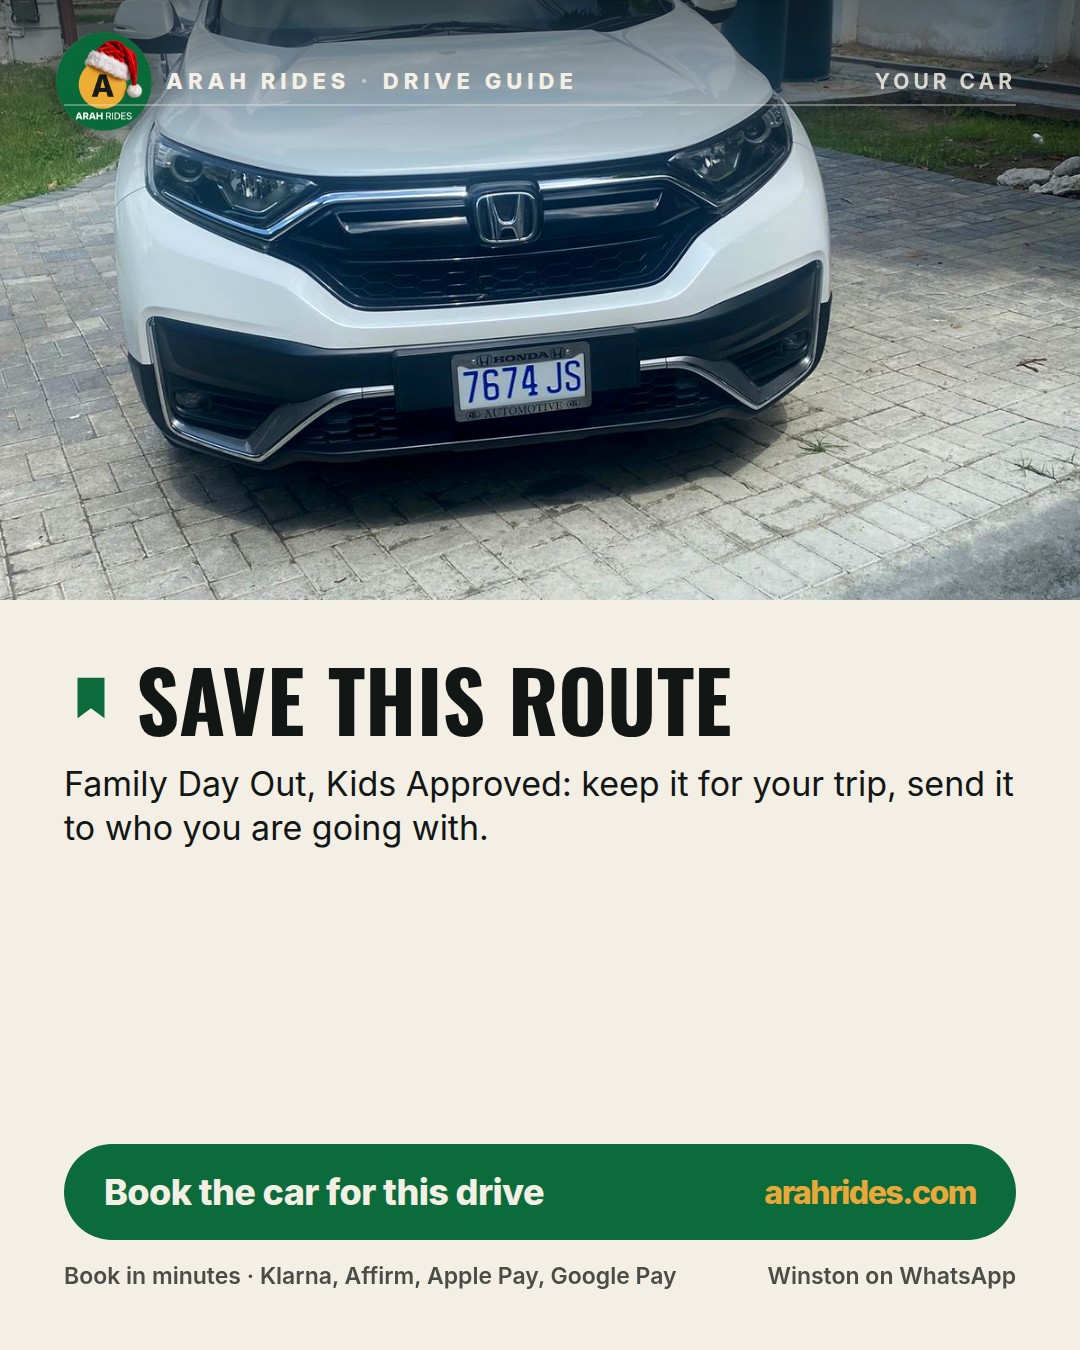 A
ARAH RIDES
ARAH RIDES · DRIVE GUIDE
YOUR CAR
HONDA
7674 JS
AUTOMOTIVE
SAVE THIS ROUTE
Family Day Out, Kids Approved: keep it for your trip, send it
to who you are going with.
Book the car for this drive
arahrides.com
Book in minutes · Klarna, Affirm, Apple Pay, Google Pay
Winston on WhatsApp